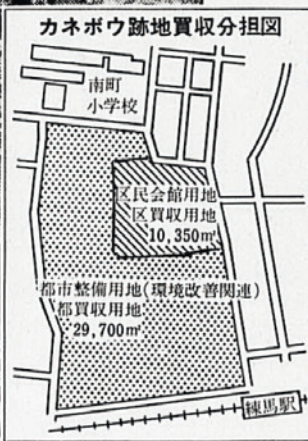 カネボウ跡地買収分担図
南町
小学校
区民会館用地
区買収用地
10,350㎡
都市整備用地(環境改善関連)
都買収用地
29,700㎡
練馬駅